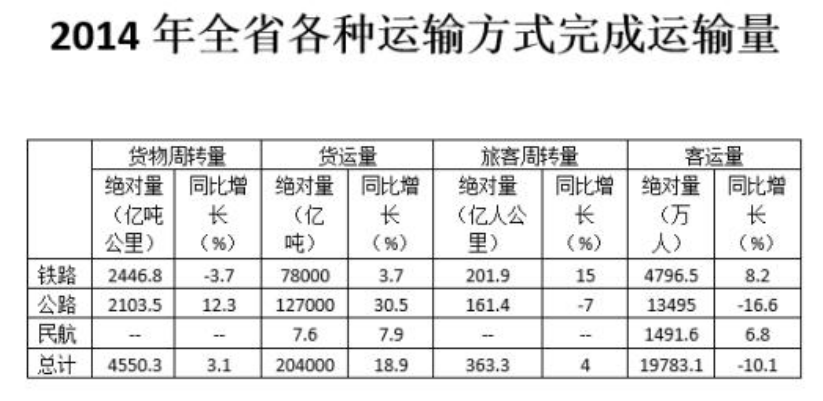 2014 年全省各种运输方式完成运输量
货物周转量 货运量 旅客周转量 客运量
绝对量（亿吨公里） 同比增长（%） 绝对量（亿吨） 同比增长（%） 绝对量（亿人公里） 同比增长（%） 绝对量（万人） 同比增长（%）
铁路 2446.8 -3.7 78000 3.7 201.9 15 4796.5 8.2
公路 2103.5 12.3 127000 30.5 161.4 -7 13495 -16.6
民航 -- -- 7.6 7.9 -- -- 1491.6 6.8
总计 4550.3 3.1 204000 18.9 363.3 4 19783.1 -10.1